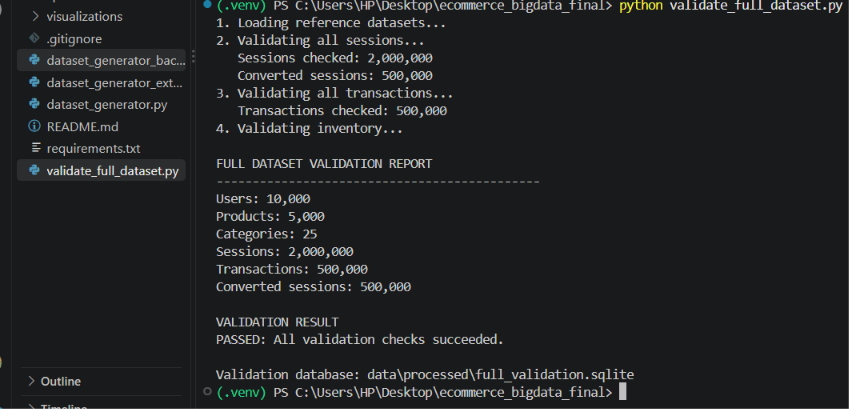 visualizations
.gitignore
dataset_generator_bac...
dataset_generator_ext...
dataset_generator.py
README.md
requirements.txt
validate_full_dataset.py
Outline
Timeline
(.venv) PS C:\Users\HP\Desktop\ecommerce_bigdata_final> python validate_full_dataset.py
1. Loading reference datasets...
2. Validating all sessions...
Sessions checked: 2,000,000
Converted sessions: 500,000
3. Validating all transactions...
Transactions checked: 500,000
4. Validating inventory...
FULL DATASET VALIDATION REPORT
---------------------------------------------
Users: 10,000
Products: 5,000
Categories: 25
Sessions: 2,000,000
Transactions: 500,000
Converted sessions: 500,000
VALIDATION RESULT
PASSED: All validation checks succeeded.
Validation database: data\processed\full_validation.sqlite
(.venv) PS C:\Users\HP\Desktop\ecommerce_bigdata_final>